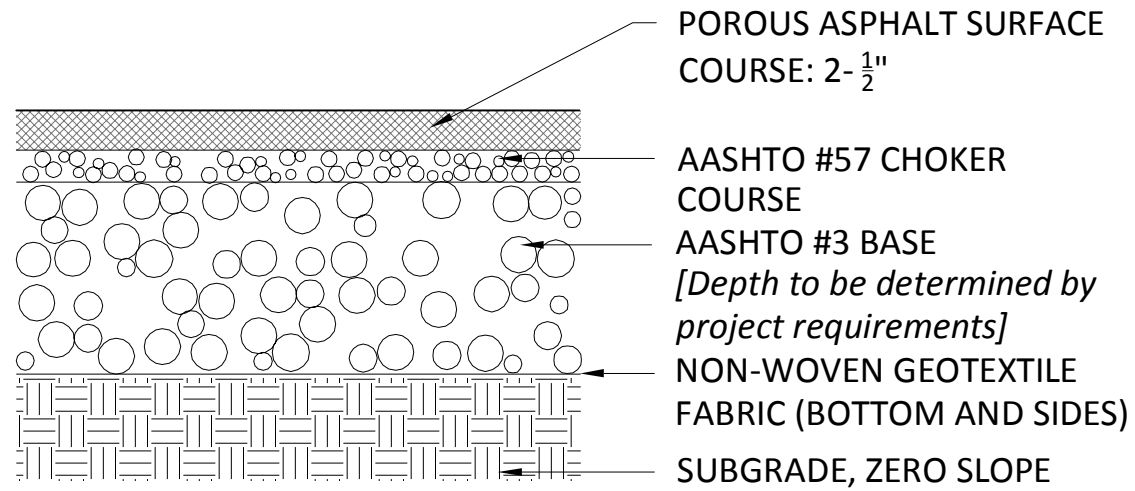 POROUS ASPHALT SURFACE
COURSE: 2- ½"
AASHTO #57 CHOKER
COURSE
AASHTO #3 BASE
[Depth to be determined by
project requirements]
NON-WOVEN GEOTEXTILE
FABRIC (BOTTOM AND SIDES)
SUBGRADE, ZERO SLOPE